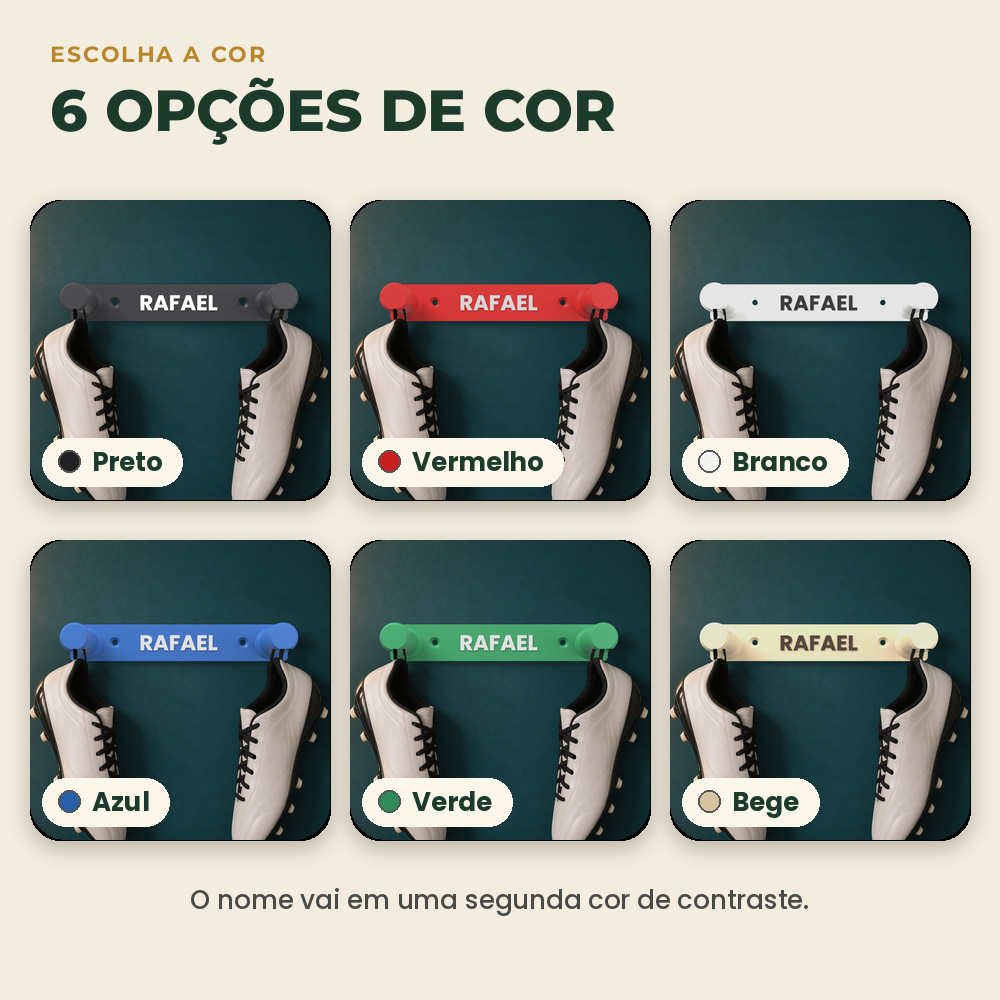 ESCOLHA A COR
6 OPÇÕES DE COR
RAFAEL
RAFAEL
RAFAEL
Preto
Vermelho
Branco
RAFAEL
RAFAEL
RAFAEL
Azul
Verde
Bege
O nome vai em uma segunda cor de contraste.